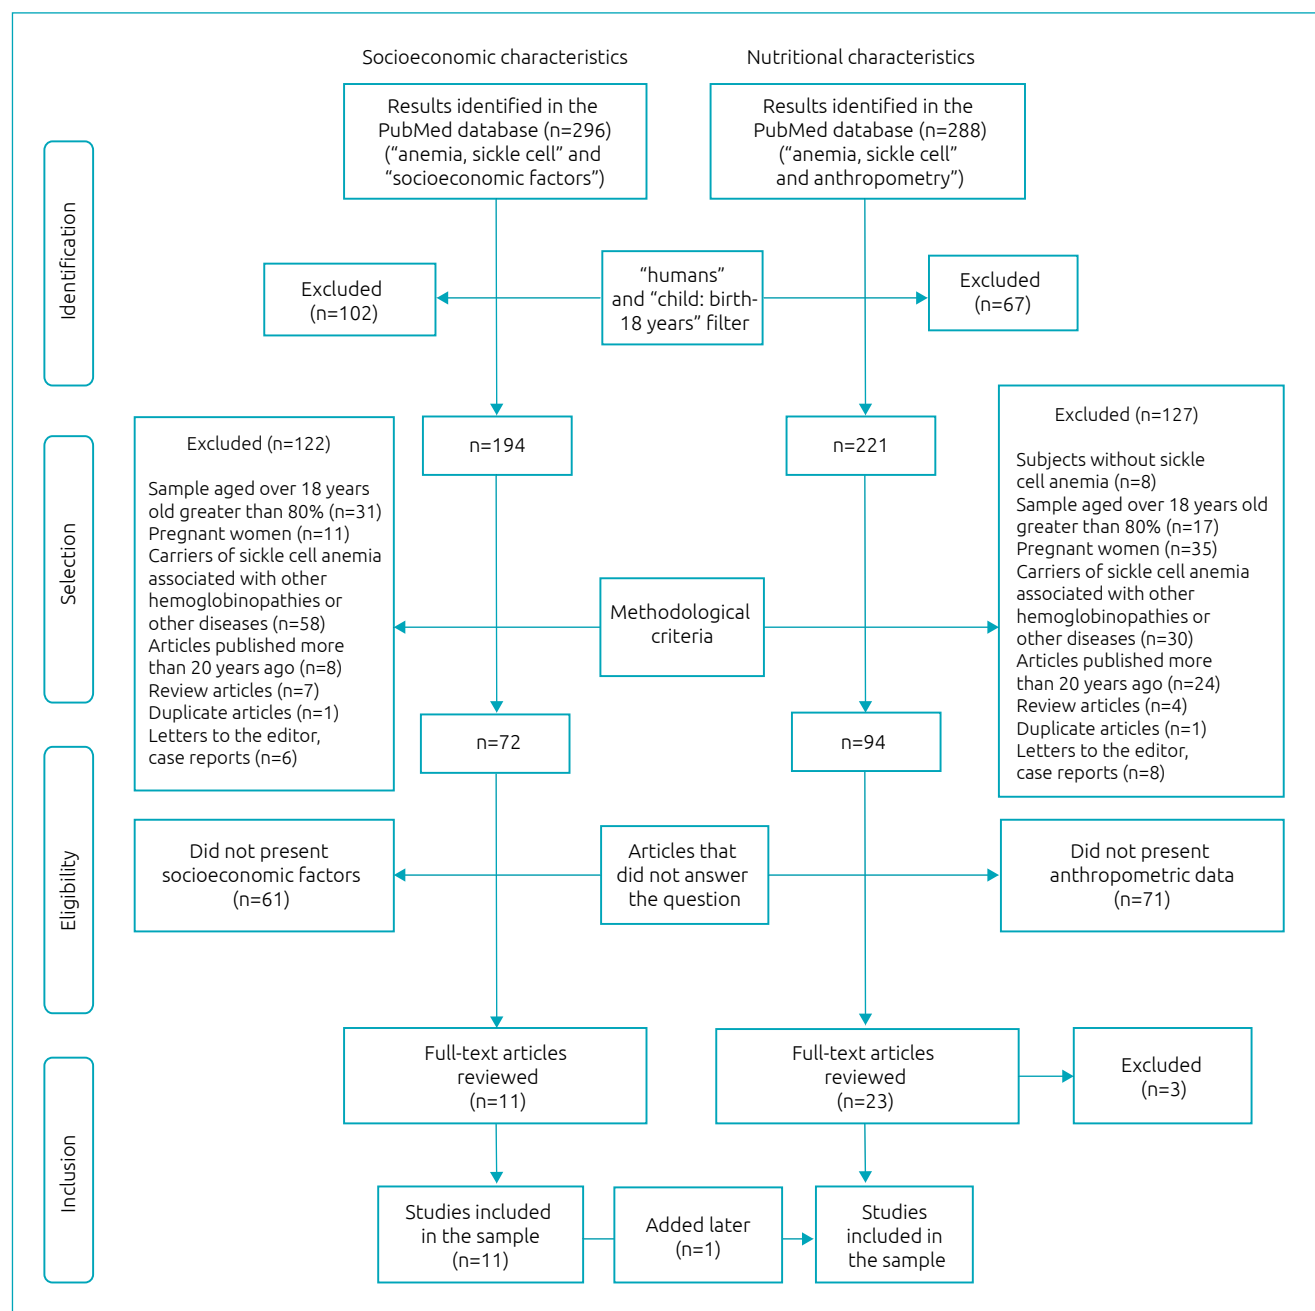 Socioeconomic characteristics
Nutritional characteristics
Identification
Results identified in the
PubMed database (n=296)
(“anemia, sickle cell” and
“socioeconomic factors”)
Results identified in the
PubMed database (n=288)
(“anemia, sickle cell”
and anthropometry”)
Excluded
(n=102)
“humans”
and “child: birth-
18 years” filter
Excluded
(n=67)
Selection
Excluded (n=122)
Sample aged over 18 years
old greater than 80% (n=31)
Pregnant women (n=11)
Carriers of sickle cell anemia
associated with other
hemoglobinopathies or
other diseases (n=58)
Articles published more
than 20 years ago (n=8)
Review articles (n=7)
Duplicate articles (n=1)
Letters to the editor,
case reports (n=6)
n=194
n=221
Excluded (n=127)
Subjects without sickle
cell anemia (n=8)
Sample aged over 18 years old
greater than 80% (n=17)
Pregnant women (n=35)
Carriers of sickle cell anemia
associated with other
hemoglobinopathies or
other diseases (n=30)
Articles published more
than 20 years ago (n=24)
Review articles (n=4)
Duplicate articles (n=1)
Letters to the editor,
case reports (n=8)
Methodological
criteria
n=72
n=94
Eligibility
Did not present
socioeconomic factors
(n=61)
Articles that
did not answer
the question
Did not present
anthropometric data
(n=71)
Inclusion
Full-text articles
reviewed
(n=11)
Full-text articles
reviewed
(n=23)
Excluded
(n=3)
Studies included
in the sample
(n=11)
Added later
(n=1)
Studies
included in
the sample